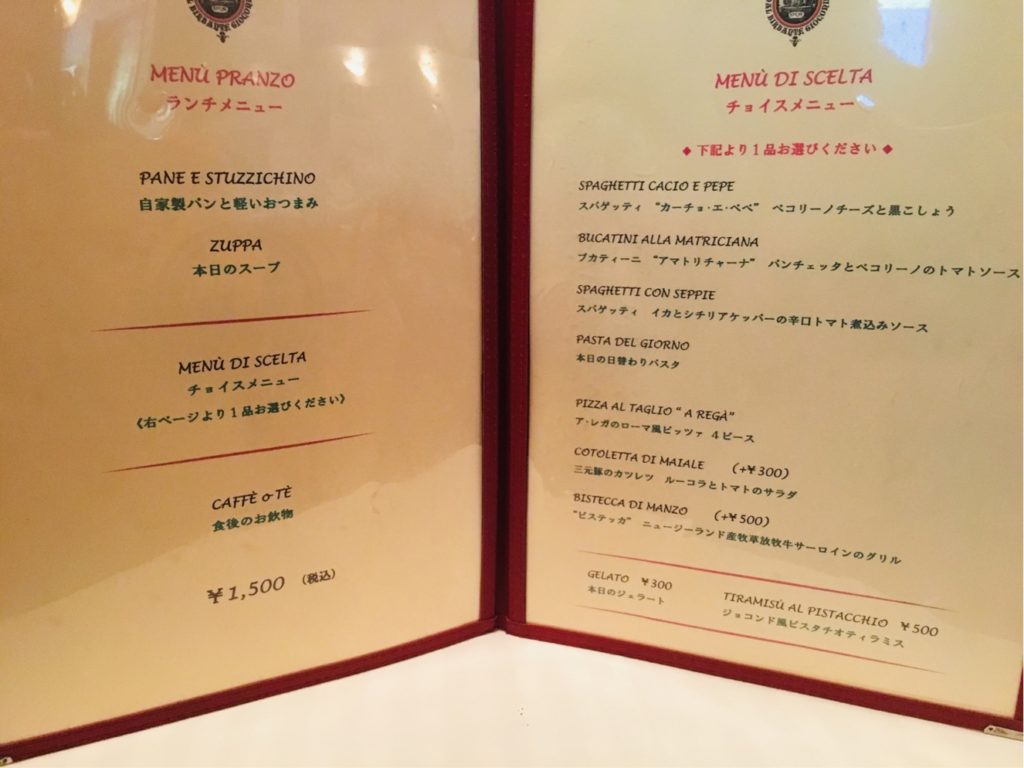 MENÙ PRANZO
ランチメニュー
PANE E STUZZICHINO
自家製パンと軽いおつまみ
ZUPPA
本日のスープ
MENÙ DI SCELTA
チョイスメニュー
《右ページより1品お選びください》
CAFFÈ o TÈ
食後のお飲物
￥1,500 （税込）
MENÙ DI SCELTA
チョイスメニュー
◆ 下記より1品お選びください ◆
SPAGHETTI CACIO E PEPE
スパゲッティ “カーチョ・エ・ペペ” ペコリーノチーズと黒こしょう
BUCATINI ALLA MATRICIANA
ブカティーニ “アマトリチャーナ” パンチェッタとペコリーノのトマトソース
SPAGHETTI CON SEPPIE
スパゲッティ イカとシチリアケッパーの辛口トマト煮込みソース
PASTA DEL GIORNO
本日の日替わりパスタ
PIZZA AL TAGLIO “ A REGÀ”
ア・レガのローマ風ピッツァ 4ピース
COTOLETTA DI MAIALE (+￥300)
三元豚のカツレツ ルーコラとトマトのサラダ
BISTECCA DI MANZO (+￥500)
“ビステッカ” ニュージーランド産牧草放牧牛サーロインのグリル
GELATO ￥300
本日のジェラート
TIRAMISÙ AL PISTACCHIO ￥500
ジョコンド風ピスタチオティラミス